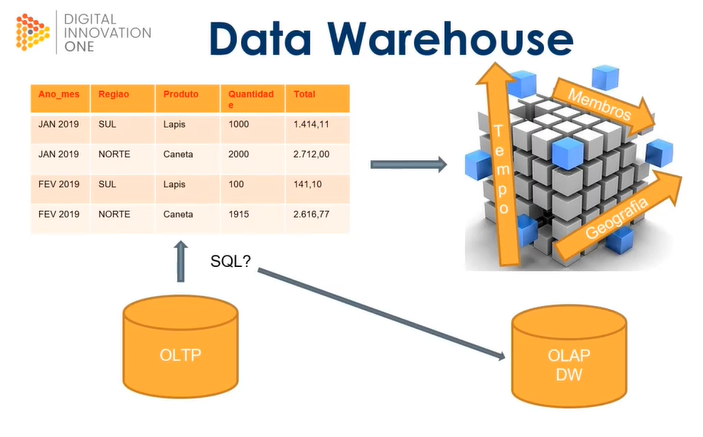 DIGITAL
INNOVATION
ONE
Data Warehouse
Ano_mes Regiao Produto Quantidad
e Total
JAN 2019 SUL Lapis 1000 1.414,11
JAN 2019 NORTE Caneta 2000 2.712,00
FEV 2019 SUL Lapis 100 141,10
FEV 2019 NORTE Caneta 1915 2.616,77
Membros
Tempo
Geografia
SQL?
OLTP
OLAP
DW